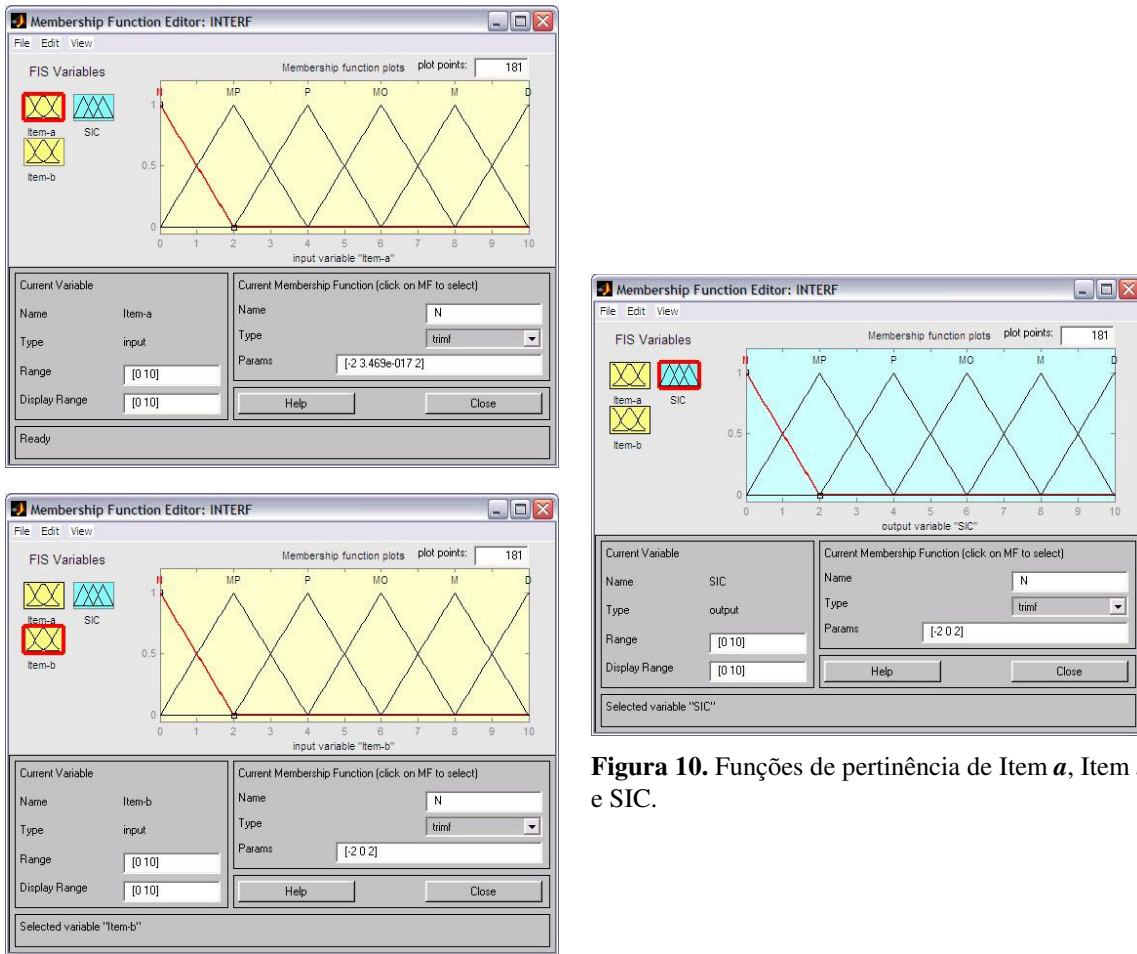 Membership Function Editor: INTERF
File Edit View
FIS Variables
Membership function plots plot points: 181
N MP P MO M D
Item-a SIC
Item-b
1
0.5
0
0 1 2 3 4 5 6 7 8 9 10
input variable "Item-a"
Current Variable
Name Item-a
Type input
Range [0 10]
Display Range [0 10]
Current Membership Function (click on MF to select)
Name N
Type trimf
Params [-2 3.469e-017 2]
Help Close
Ready
Membership Function Editor: INTERF
File Edit View
FIS Variables
Membership function plots plot points: 181
N MP P MO M D
Item-a SIC
Item-b
1
0.5
0
0 1 2 3 4 5 6 7 8 9 10
input variable "Item-b"
Current Variable
Name Item-b
Type input
Range [0 10]
Display Range [0 10]
Current Membership Function (click on MF to select)
Name N
Type trimf
Params [-2 0 2]
Help Close
Selected variable "Item-b"
Membership Function Editor: INTERF
File Edit View
FIS Variables
Membership function plots plot points: 181
N MP P MO M D
Item-a SIC
Item-b
1
0.5
0
0 1 2 3 4 5 6 7 8 9 10
output variable "SIC"
Current Variable
Name SIC
Type output
Range [0 10]
Display Range [0 10]
Current Membership Function (click on MF to select)
Name N
Type trimf
Params [-2 0 2]
Help Close
Selected variable "SIC"
Figura 10. Funções de pertinência de Item a, Item
e SIC.